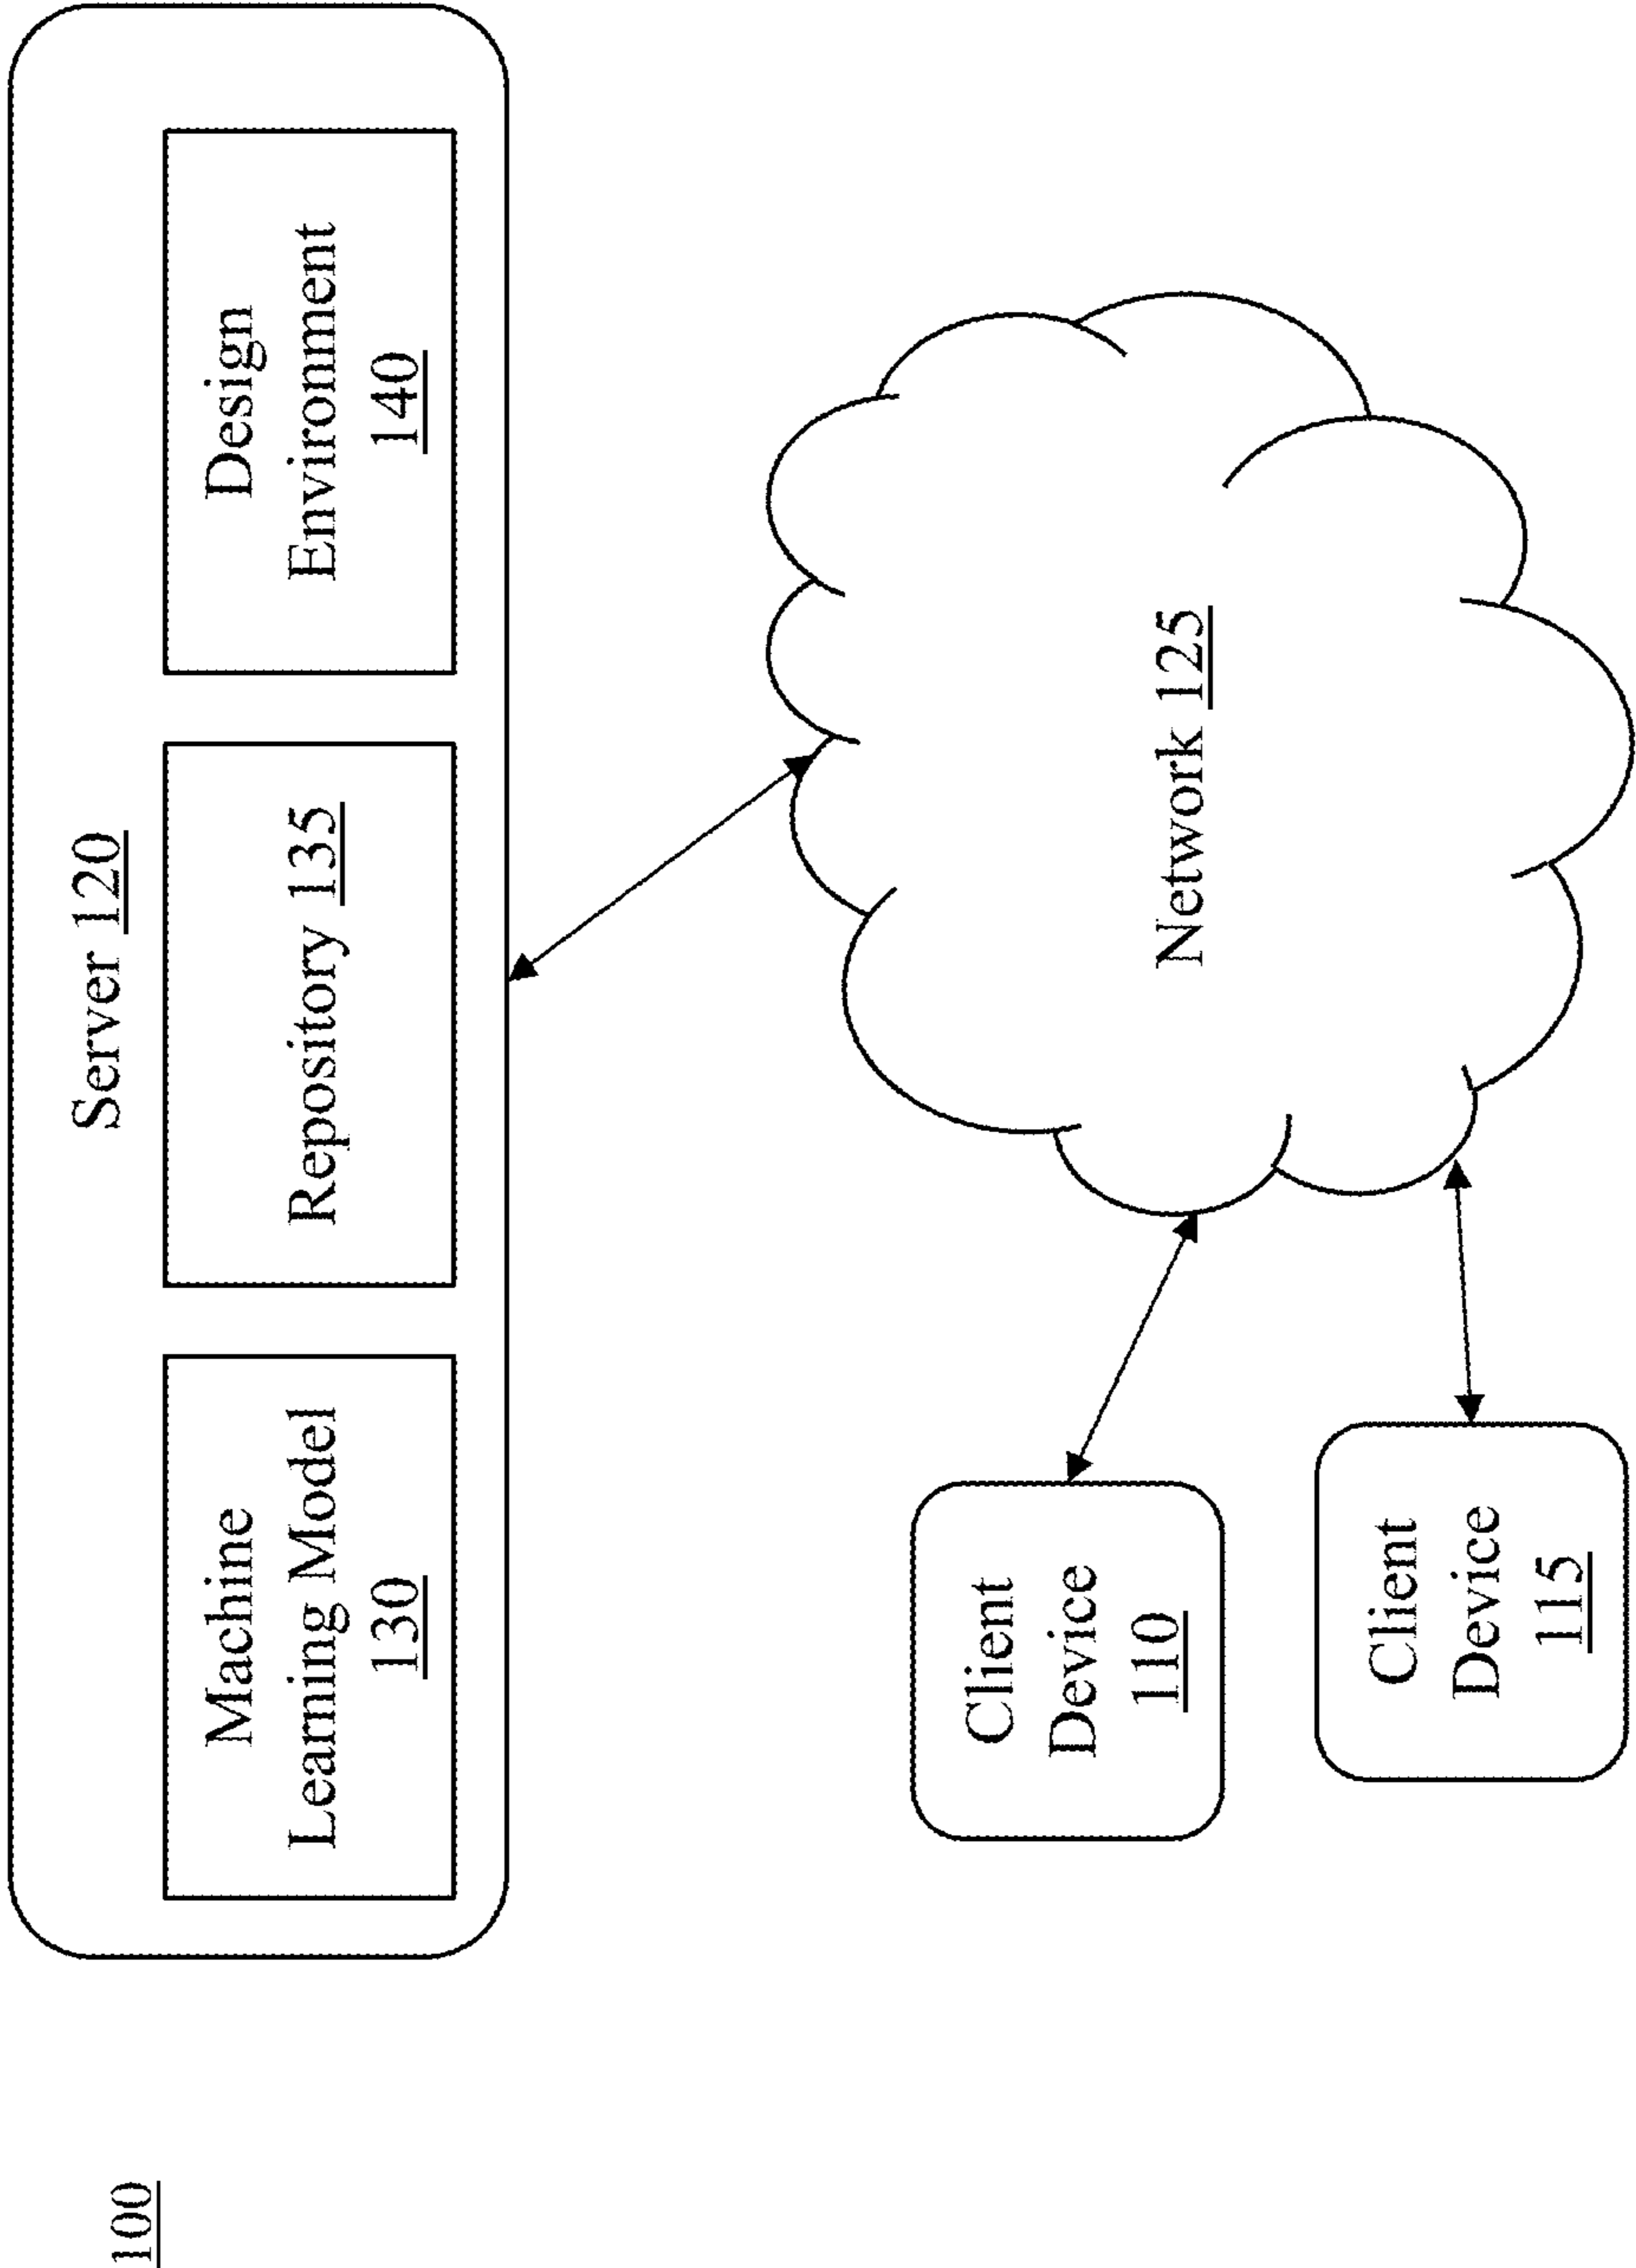 100
Server 120
Machine
Learning Model
130
Repository 135
Design
Environment
140
Client
Device
110
Client
Device
115
Network 125